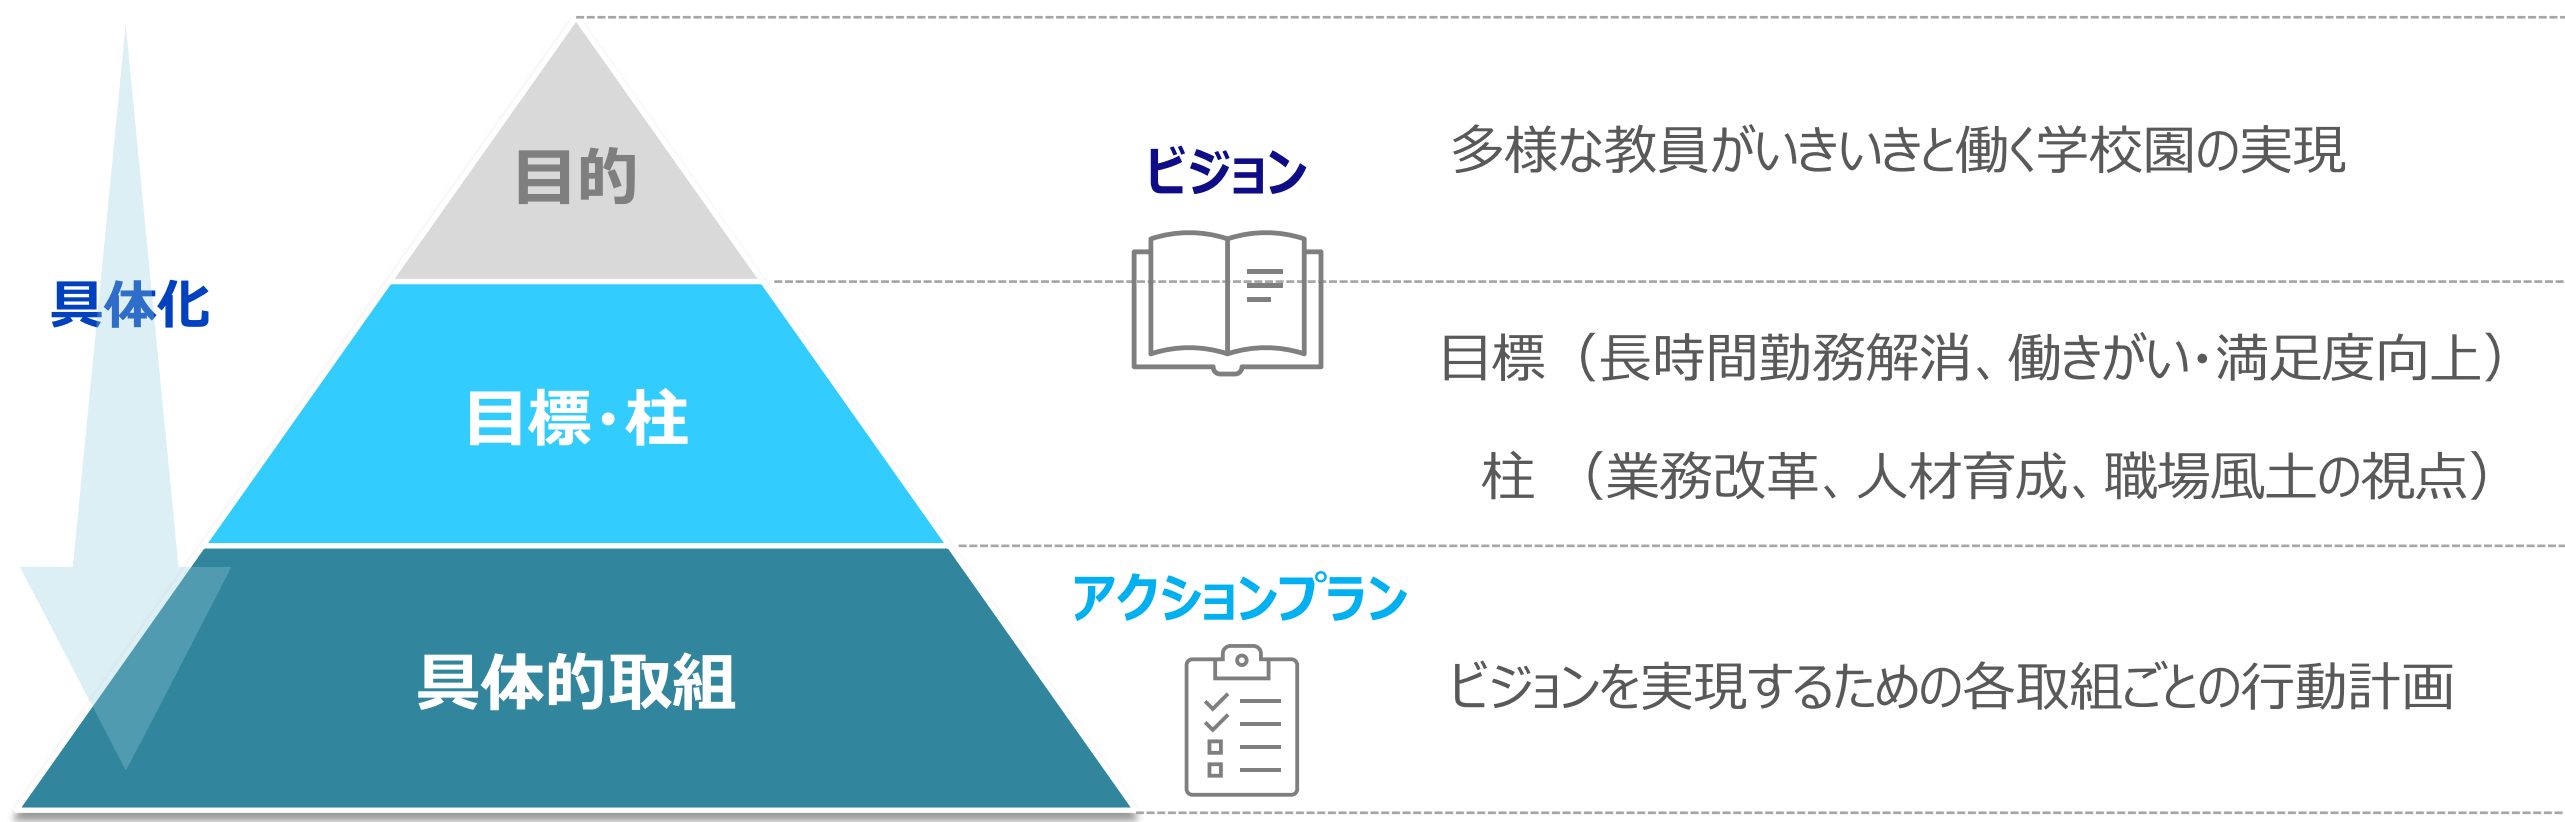 具体化
目的
目標・柱
具体的取組
ビジョン
多様な教員がいきいきと働く学校園の実現
目標（長時間勤務解消、働きがい・満足度向上）
柱　（業務改革、人材育成、職場風土の視点）
アクションプラン
ビジョンを実現するための各取組ごとの行動計画